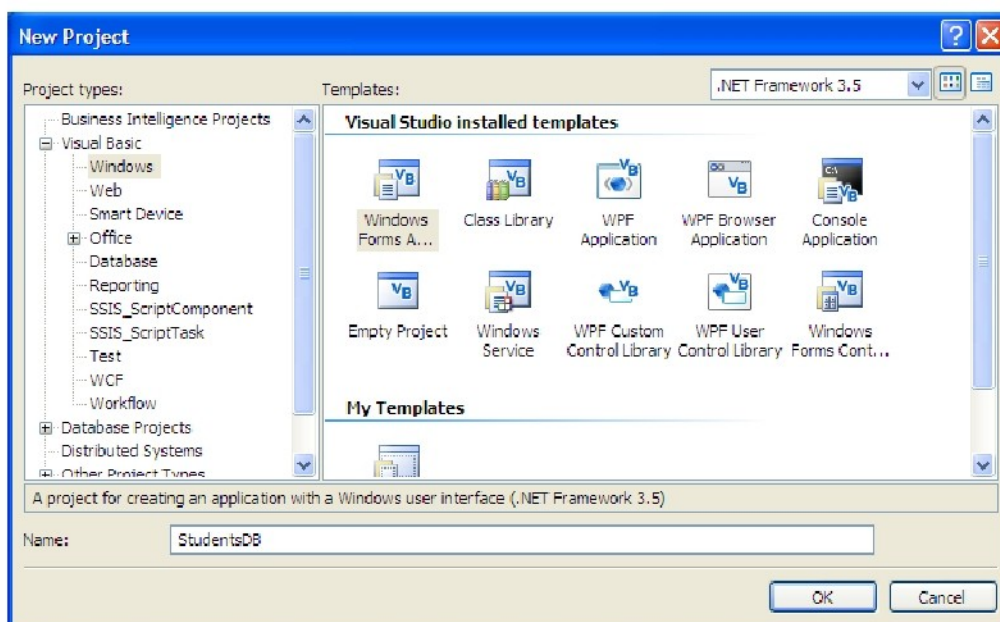 New Project
Project types:
Templates:
.NET Framework 3.5
Business Intelligence Projects
Visual Basic
Windows
Web
Smart Device
Office
Database
Reporting
SSIS_ScriptComponent
SSIS_ScriptTask
Test
WCF
Workflow
Database Projects
Distributed Systems
Other Project Types
Visual Studio installed templates
Windows Forms A...
Class Library
WPF Application
WPF Browser Application
Console Application
Empty Project
Windows Service
WPF Custom Control Library
WPF User Control Library
Windows Forms Cont...
My Templates
A project for creating an application with a Windows user interface (.NET Framework 3.5)
Name:
StudentsDB
OK
Cancel